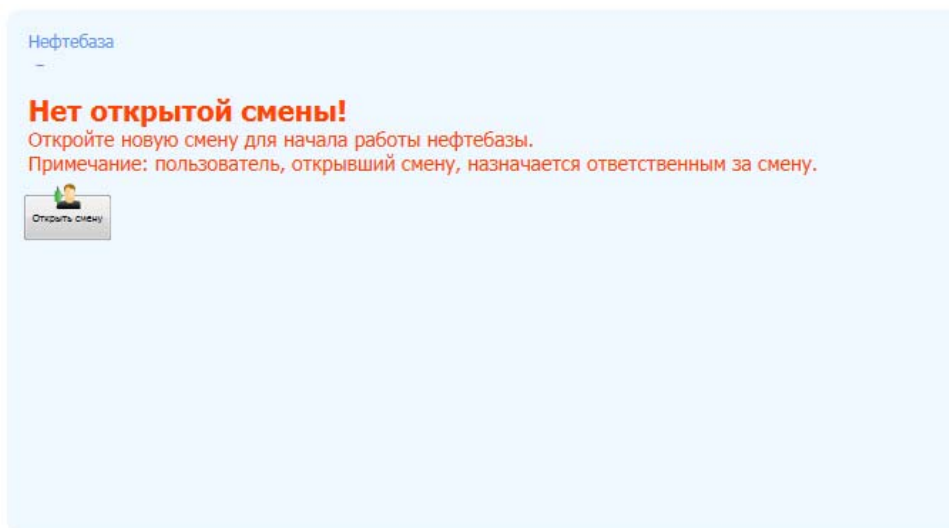 Нефтебаза
–
Нет открытой смены!
Откройте новую смену для начала работы нефтебазы.
Примечание: пользователь, открывший смену, назначается ответственным за смену.
Открыть смену